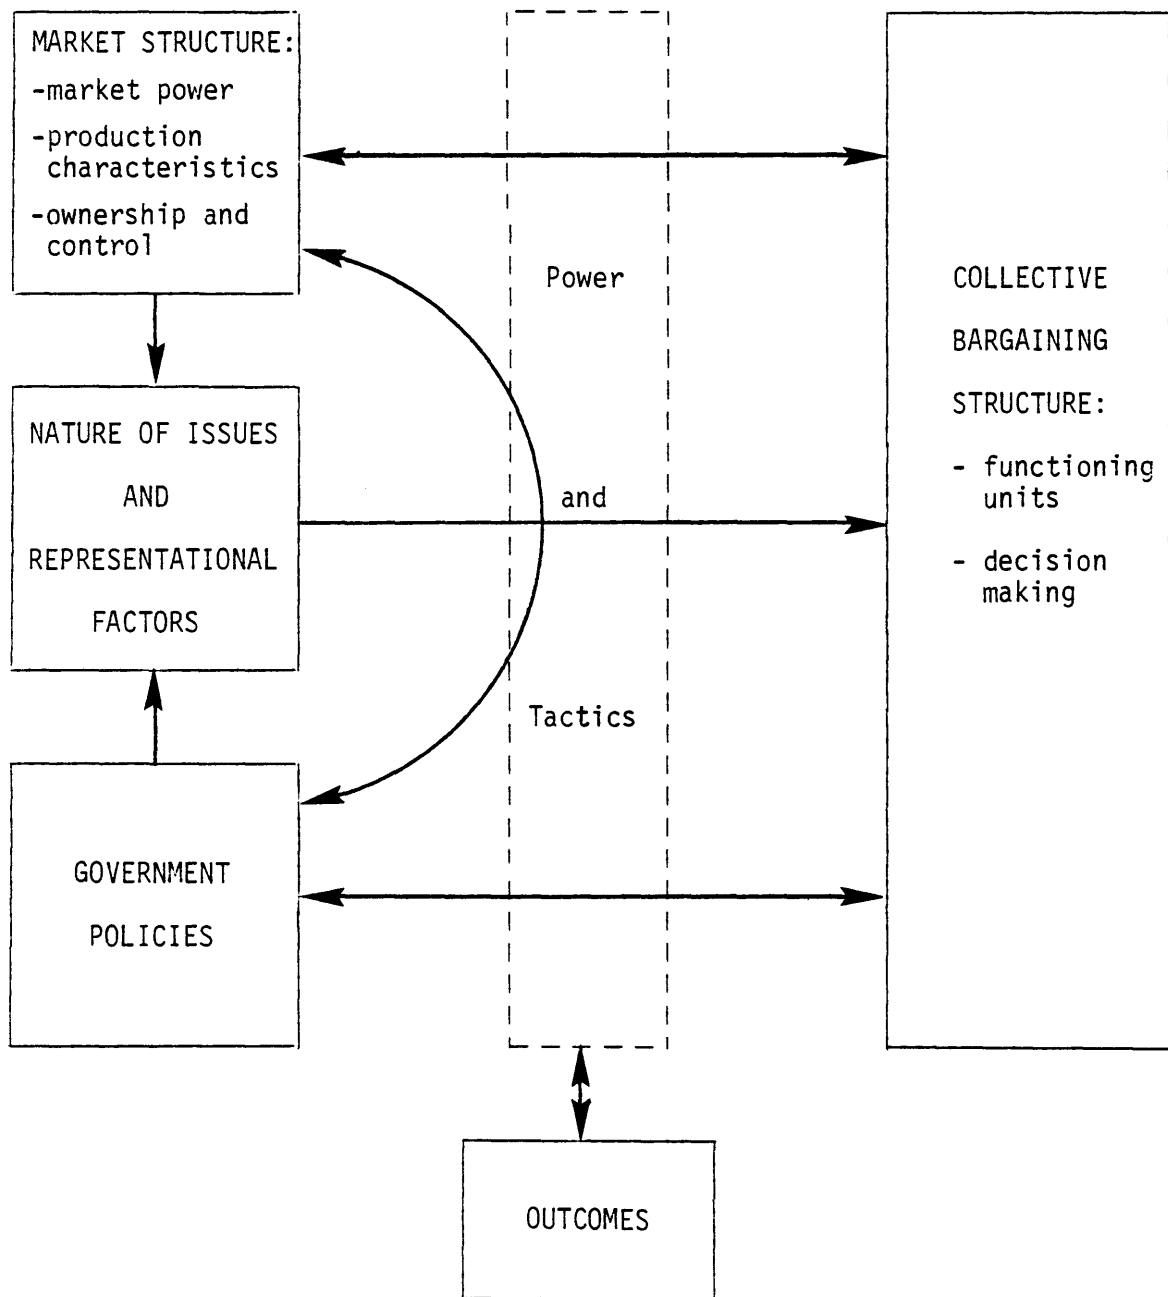 MARKET STRUCTURE:
-market power
-production
characteristics
-ownership and
control
NATURE OF ISSUES
AND
REPRESENTATIONAL
FACTORS
GOVERNMENT
POLICIES
Power
and
Tactics
COLLECTIVE
BARGAINING
STRUCTURE:
- functioning
units
- decision
making
OUTCOMES